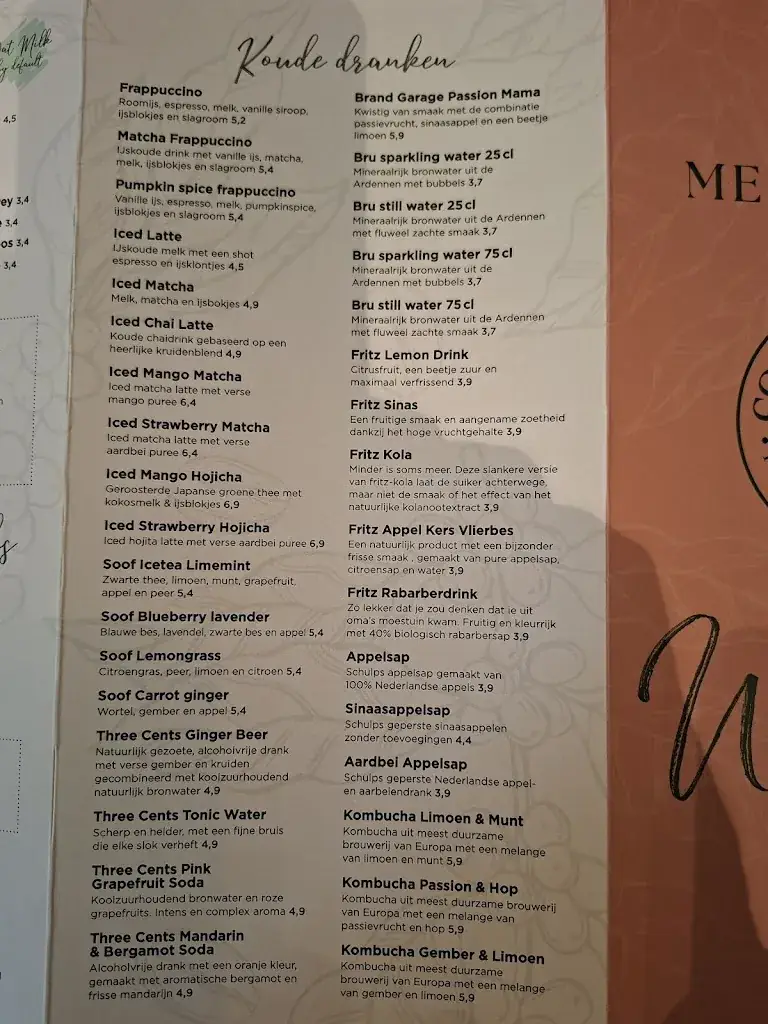 Oat Milk
by default
4,5
ey 3,4
3,4
os 3,4
3,4
Koude dranken
Frappuccino
Roomijs, espresso, melk, vanille siroop,
ijsblokjes en slagroom 5,2
Matcha Frappuccino
IJskoude drink met vanille ijs, matcha,
melk, ijsblokjes en slagroom 5,4
Pumpkin spice frappuccino
Vanille ijs, espresso, melk, pumpkinspice,
ijsblokjes en slagroom 5,4
Iced Latte
IJskoude melk met een shot
espresso en ijsklontjes 4,5
Iced Matcha
Melk, matcha en ijsbokjes 4,9
Iced Chai Latte
Koude chaidrink gebaseerd op een
heerlijke kruidenblend 4,9
Iced Mango Matcha
Iced matcha latte met verse
mango puree 6,4
Iced Strawberry Matcha
Iced matcha latte met verse
aardbei puree 6,4
Iced Mango Hojicha
Geroosterde Japanse groene thee met
kokosmelk & ijsblokjes 6,9
Iced Strawberry Hojicha
Iced hojita latte met verse aardbei puree 6,9
Soof Icetea Limemint
Zwarte thee, limoen, munt, grapefruit,
appel en peer 5,4
Soof Blueberry lavender
Blauwe bes, lavendel, zwarte bes en appel 5,4
Soof Lemongrass
Citroengras, peer, limoen en citroen 5,4
Soof Carrot ginger
Wortel, gember en appel 5,4
Three Cents Ginger Beer
Natuurlijk gezoete, alcoholvrije drank
met verse gember en kruiden
gecombineerd met koolzuurhoudend
natuurlijk bronwater 4,9
Three Cents Tonic Water
Scherp en helder, met een fijne bruis
die elke slok verheft 4,9
Three Cents Pink
Grapefruit Soda
Koolzuurhoudend bronwater en roze
grapefruits. Intens en complex aroma 4,9
Three Cents Mandarin
& Bergamot Soda
Alcoholvrije drank met een oranje kleur,
gemaakt met aromatische bergamot en
frisse mandarijn 4,9
Brand Garage Passion Mama
Kwistig van smaak met de combinatie
passievrucht, sinaasappel en een beetje
limoen 5,9
Bru sparkling water 25 cl
Mineraalrijk bronwater uit de
Ardennen met bubbels 3,7
Bru still water 25 cl
Mineraalrijk bronwater uit de Ardennen
met fluweel zachte smaak 3,7
Bru sparkling water 75 cl
Mineraalrijk bronwater uit de
Ardennen met bubbels 3,7
Bru still water 75 cl
Mineraalrijk bronwater uit de Ardennen
met fluweel zachte smaak 3,7
Fritz Lemon Drink
Citrusfruit, een beetje zuur en
maximaal verfrissend 3,9
Fritz Sinas
Een fruitige smaak en aangename zoetheid
dankzij het hoge vruchtgehalte 3,9
Fritz Kola
Minder is soms meer. Deze slankere versie
van fritz-kola laat de suiker achterwege,
maar niet de smaak of het effect van het
natuurlijke kolanootextract 3,9
Fritz Appel Kers Vlierbes
Een natuurlijk product met een bijzonder
frisse smaak , gemaakt van pure appelsap,
citroensap en water 3,9
Fritz Rabarberdrink
Zo lekker dat je zou denken dat ie uit
oma's moestuin kwam. Fruitig en kleurrijk
met 40% biologisch rabarbersap 3,9
Appelsap
Schulps appelsap gemaakt van
100% Nederlandse appels 3,9
Sinaasappelsap
Schulps geperste sinaasappelen
zonder toevoegingen 4,4
Aardbei Appelsap
Schulps geperste Nederlandse appel-
en aarbeiendrank 3,9
Kombucha Limoen & Munt
Kombucha uit meest duurzame
brouwerij van Europa met een melange
van limoen en munt 5,9
Kombucha Passion & Hop
Kombucha uit meest duurzame brouwerij
van Europa met een melange van
passievrucht en hop 5,9
Kombucha Gember & Limoen
Kombucha uit meest duurzame
brouwerij van Europa met een melange
van gember en limoen 5,9
ME